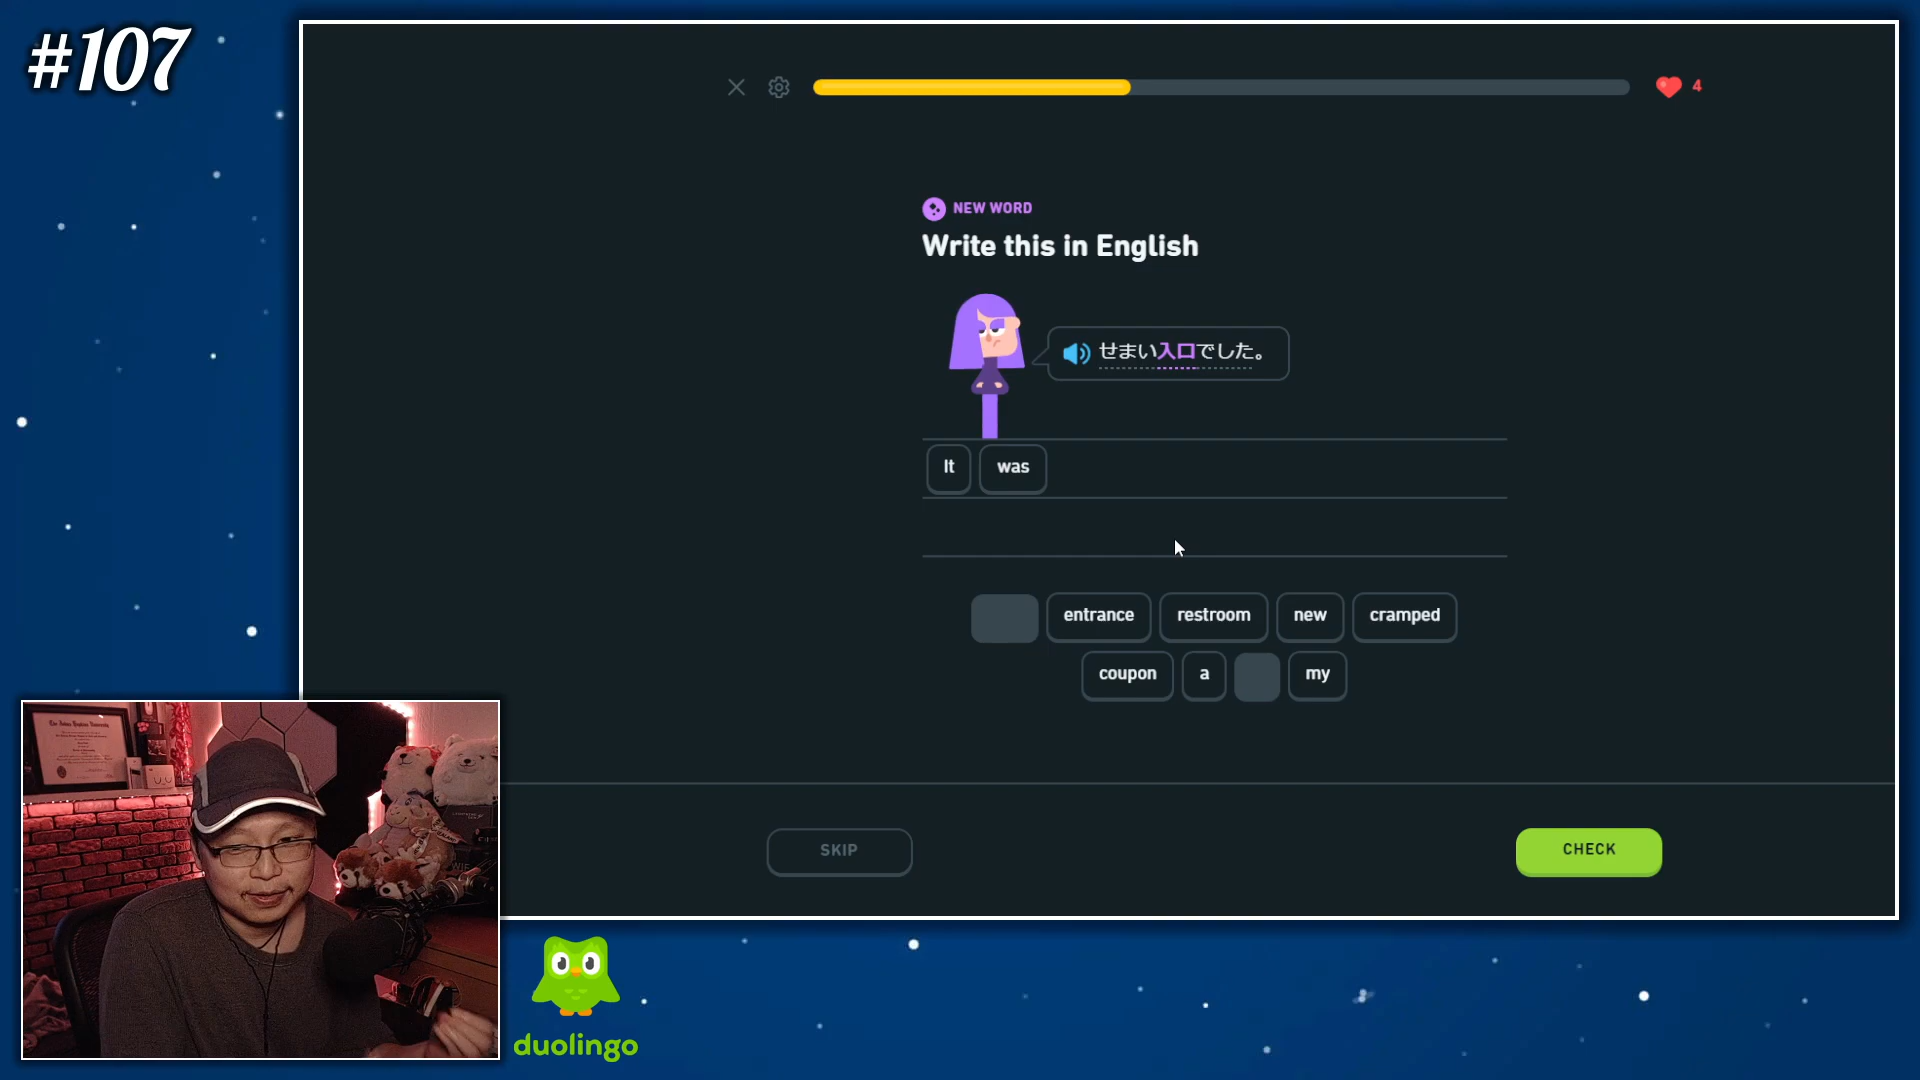 #107
4
NEW WORD
Write this in English
せまい入口でした。
It was
entrance restroom new cramped
coupon a my
SKIP CHECK
duolingo